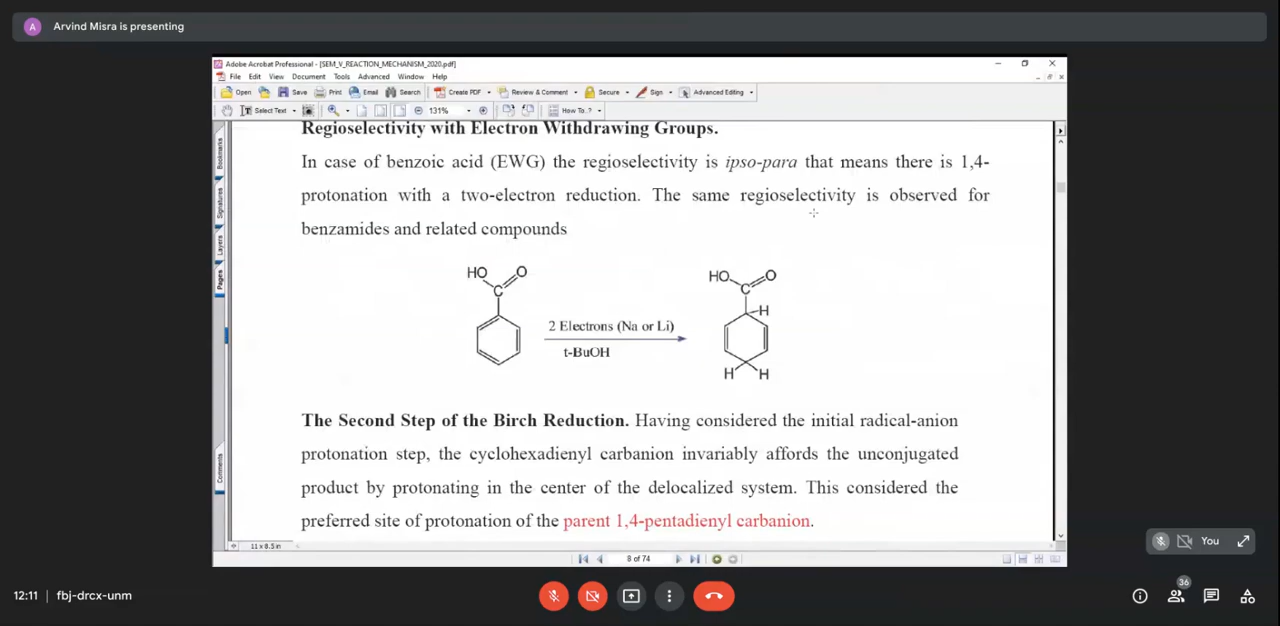 A Arvind Misra is presenting
Adobe Acrobat Professional - [SEM_V_REACTION_MECHANISM_2020.pdf]
File Edit View Document Tools Advanced Window Help
Open Save Print Email Search Create PDF Review & Comment Secure Sign Advanced Editing
Select Text 131% How To..?
Bookmarks
Signatures
Layers
Pages
Comments
Regioselectivity with Electron Withdrawing Groups.
In case of benzoic acid (EWG) the regioselectivity is ipso-para that means there is 1,4-
protonation with a two-electron reduction. The same regioselectivity is observed for
benzamides and related compounds
HO O
C
2 Electrons (Na or Li)
t-BuOH
HO O
C
H
H H
The Second Step of the Birch Reduction. Having considered the initial radical-anion
protonation step, the cyclohexadienyl carbanion invariably affords the unconjugated
product by protonating in the center of the delocalized system. This considered the
preferred site of protonation of the parent 1,4-pentadienyl carbanion.
11 x 8.5 in
8 of 74
You
12:11 | fbj-drcx-unm
36